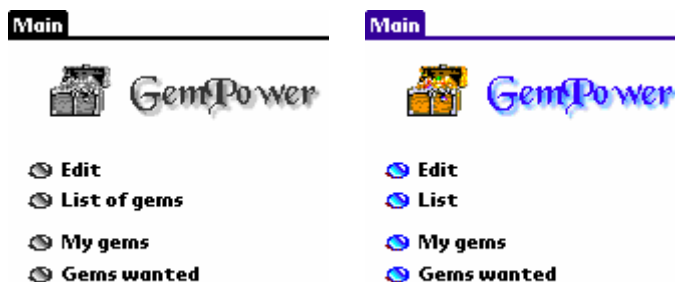 Main
GemPower
Edit
List of gems
My gems
Gems wanted
Main
GemPower
Edit
List
My gems
Gems wanted